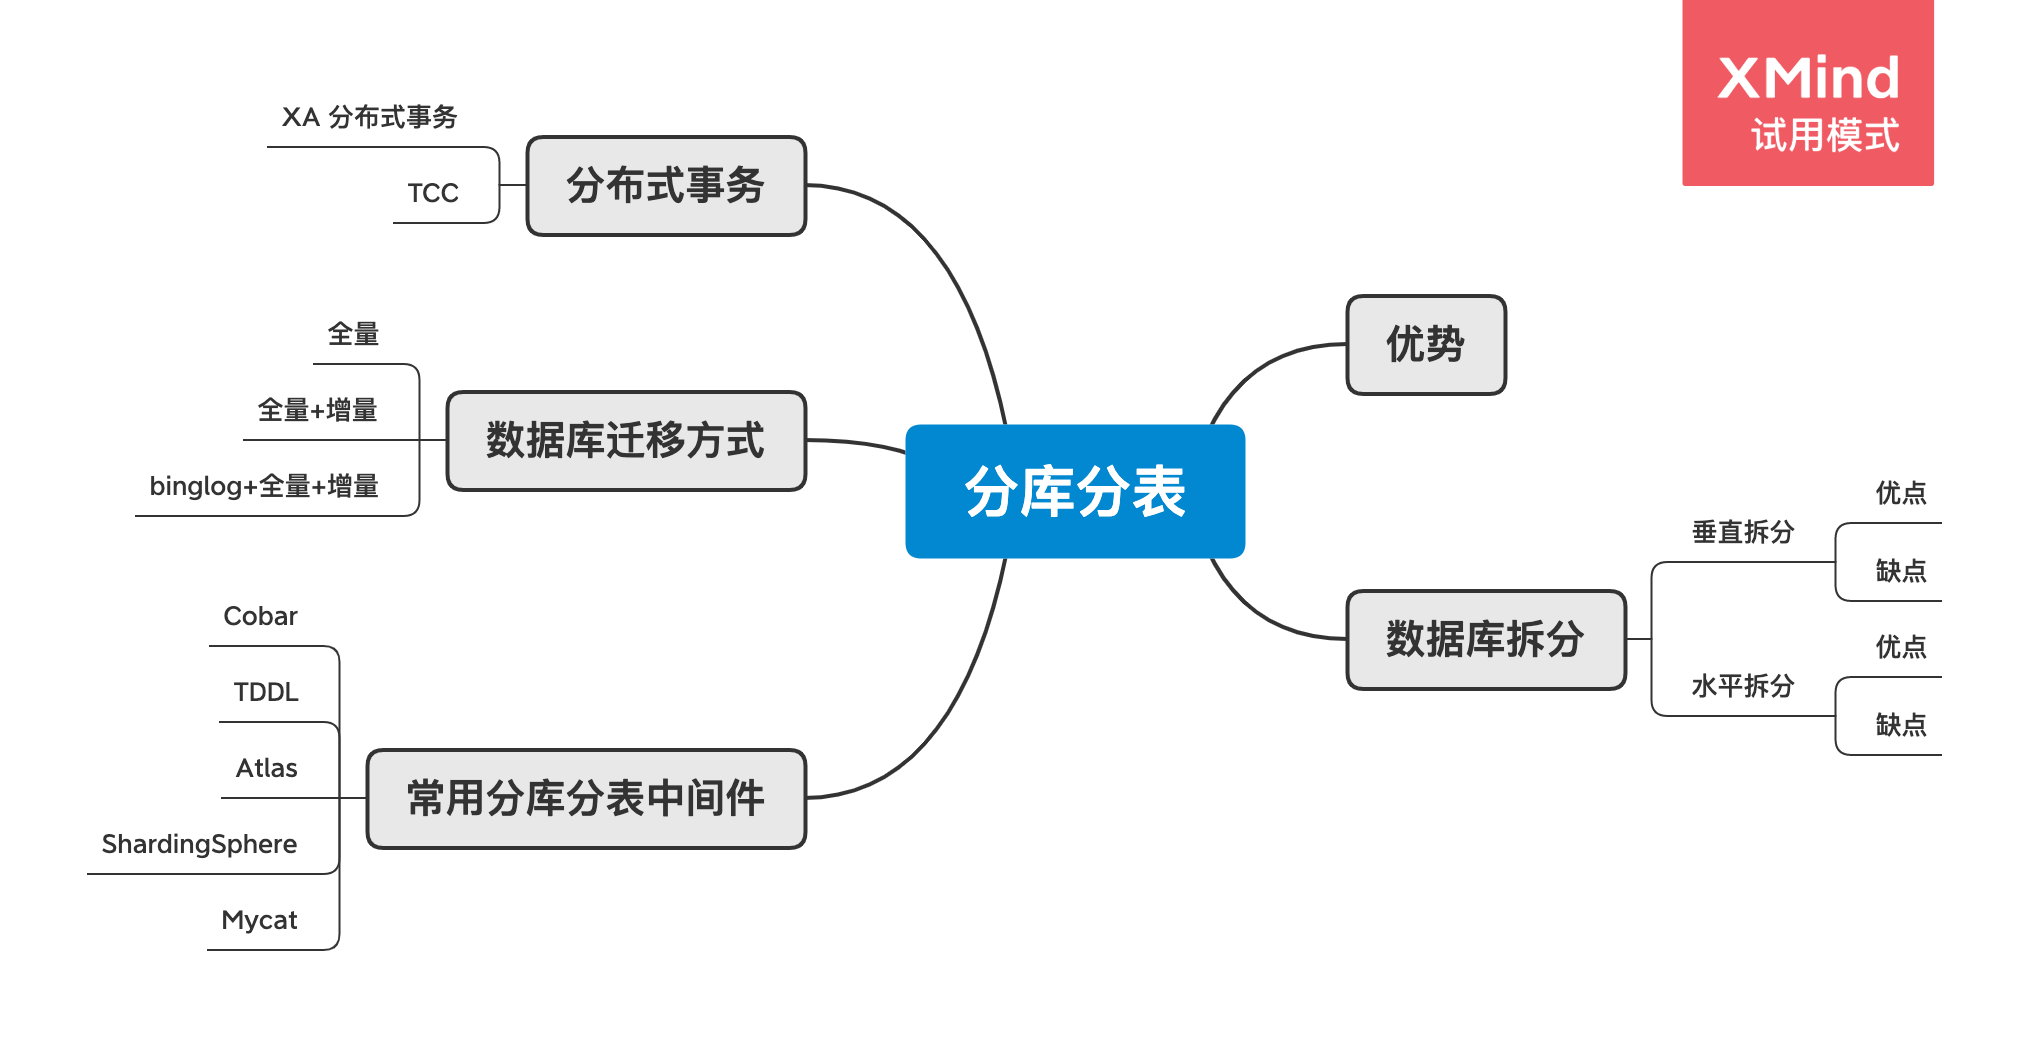 XMind
试用模式
分库分表
优势
数据库拆分
垂直拆分
优点
缺点
水平拆分
优点
缺点
分布式事务
XA 分布式事务
TCC
数据库迁移方式
全量
全量+增量
binglog+全量+增量
常用分库分表中间件
Cobar
TDDL
Atlas
ShardingSphere
Mycat